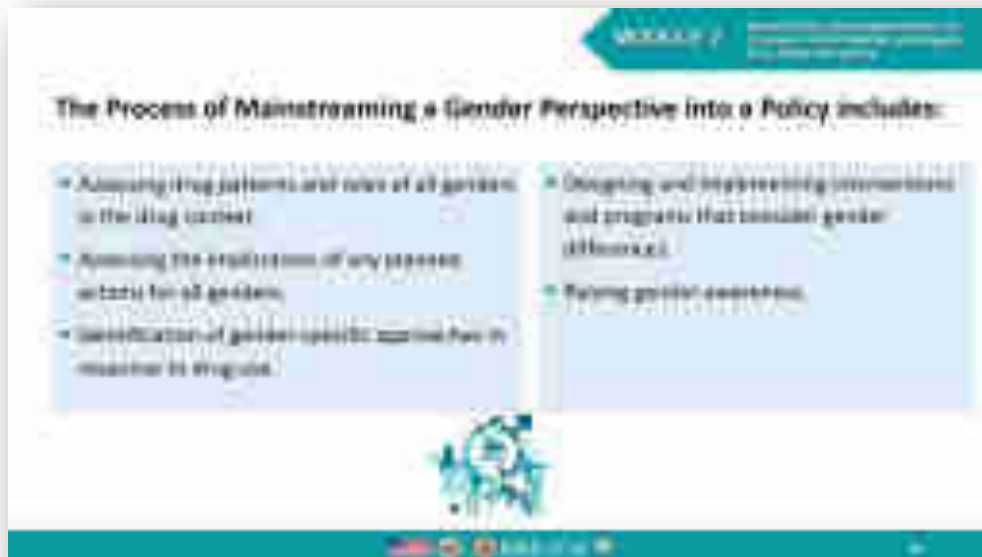 MODULE 2
The Process of Mainstreaming a Gender Perspective into a Policy includes:
• Assessing drug patterns and roles of all genders
in the drug context.
• Assessing the implications of any planned
actions for all genders.
• Identification of gender-specific approaches in
response to drug use.
• Designing and implementing interventions
and programs that consider gender
differences.
• Raising gender awareness.